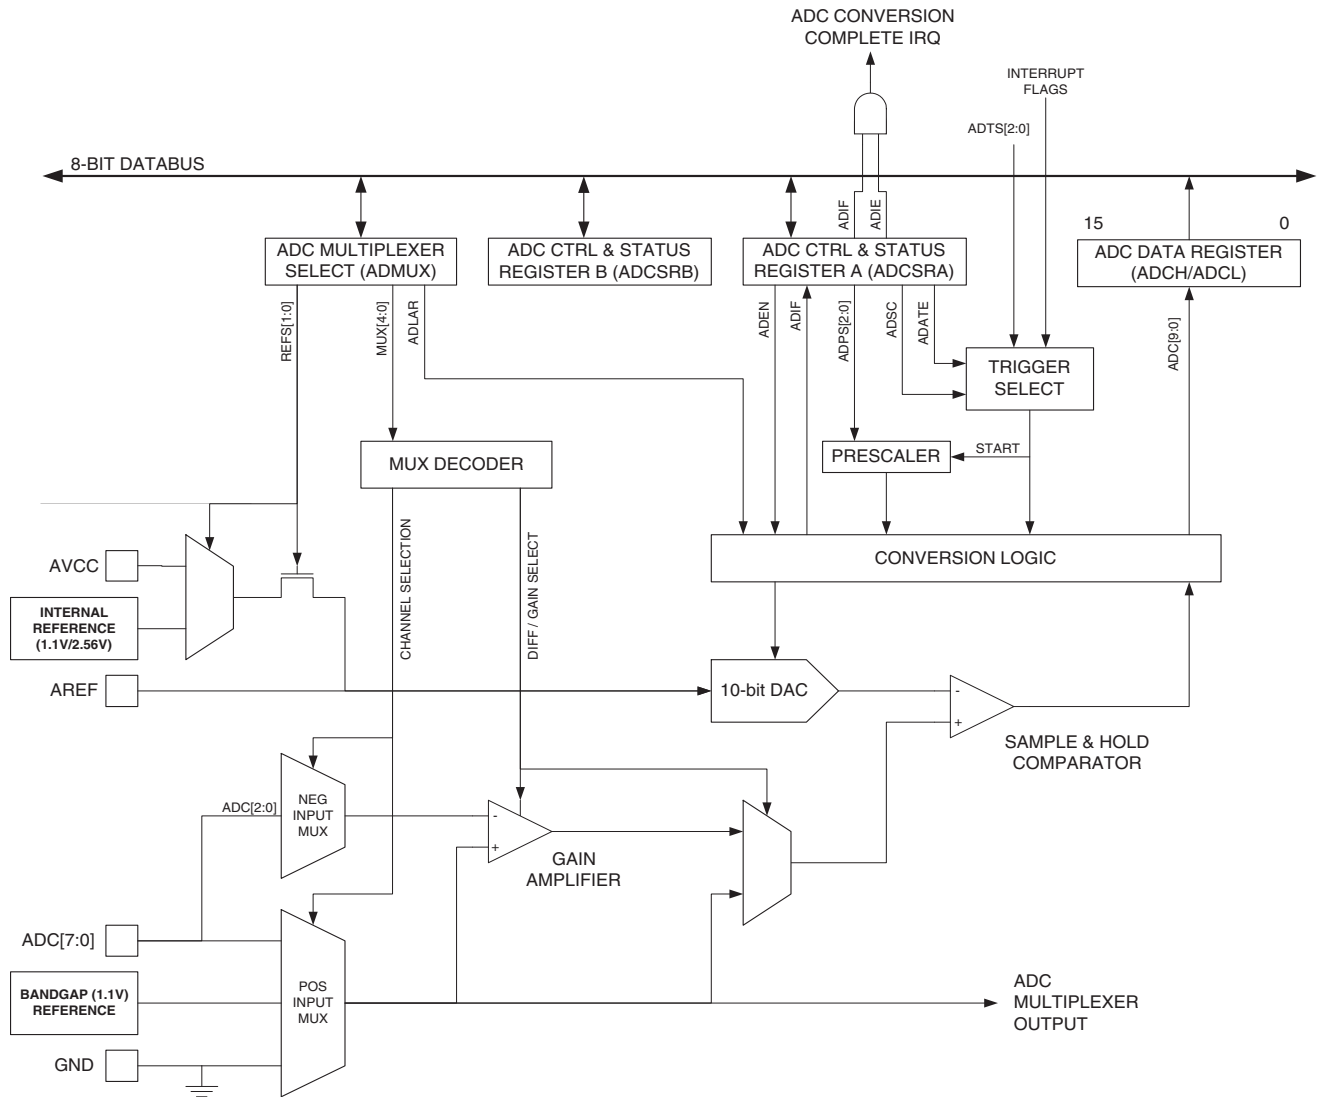 ADC CONVERSION
COMPLETE IRQ
INTERRUPT
FLAGS
ADTS[2:0]
8-BIT DATABUS
ADIF
ADIE
15
0
ADC MULTIPLEXER
SELECT (ADMUX)
ADC CTRL & STATUS
REGISTER B (ADCSRB)
ADC CTRL & STATUS
REGISTER A (ADCSRA)
ADC DATA REGISTER
(ADCH/ADCL)
REFS[1:0]
MUX[4:0]
ADLAR
ADEN
ADIF
ADPS[2:0]
ADSC
ADATE
ADC[9:0]
TRIGGER
SELECT
MUX DECODER
PRESCALER
START
CHANNEL SELECTION
DIFF / GAIN SELECT
CONVERSION LOGIC
AVCC
INTERNAL
REFERENCE
(1.1V/2.56V)
AREF
10-bit DAC
-
+
SAMPLE & HOLD
COMPARATOR
ADC[2:0]
NEG
INPUT
MUX
-
+
GAIN
AMPLIFIER
ADC[7:0]
BANDGAP (1.1V)
REFERENCE
POS
INPUT
MUX
GND
ADC
MULTIPLEXER
OUTPUT